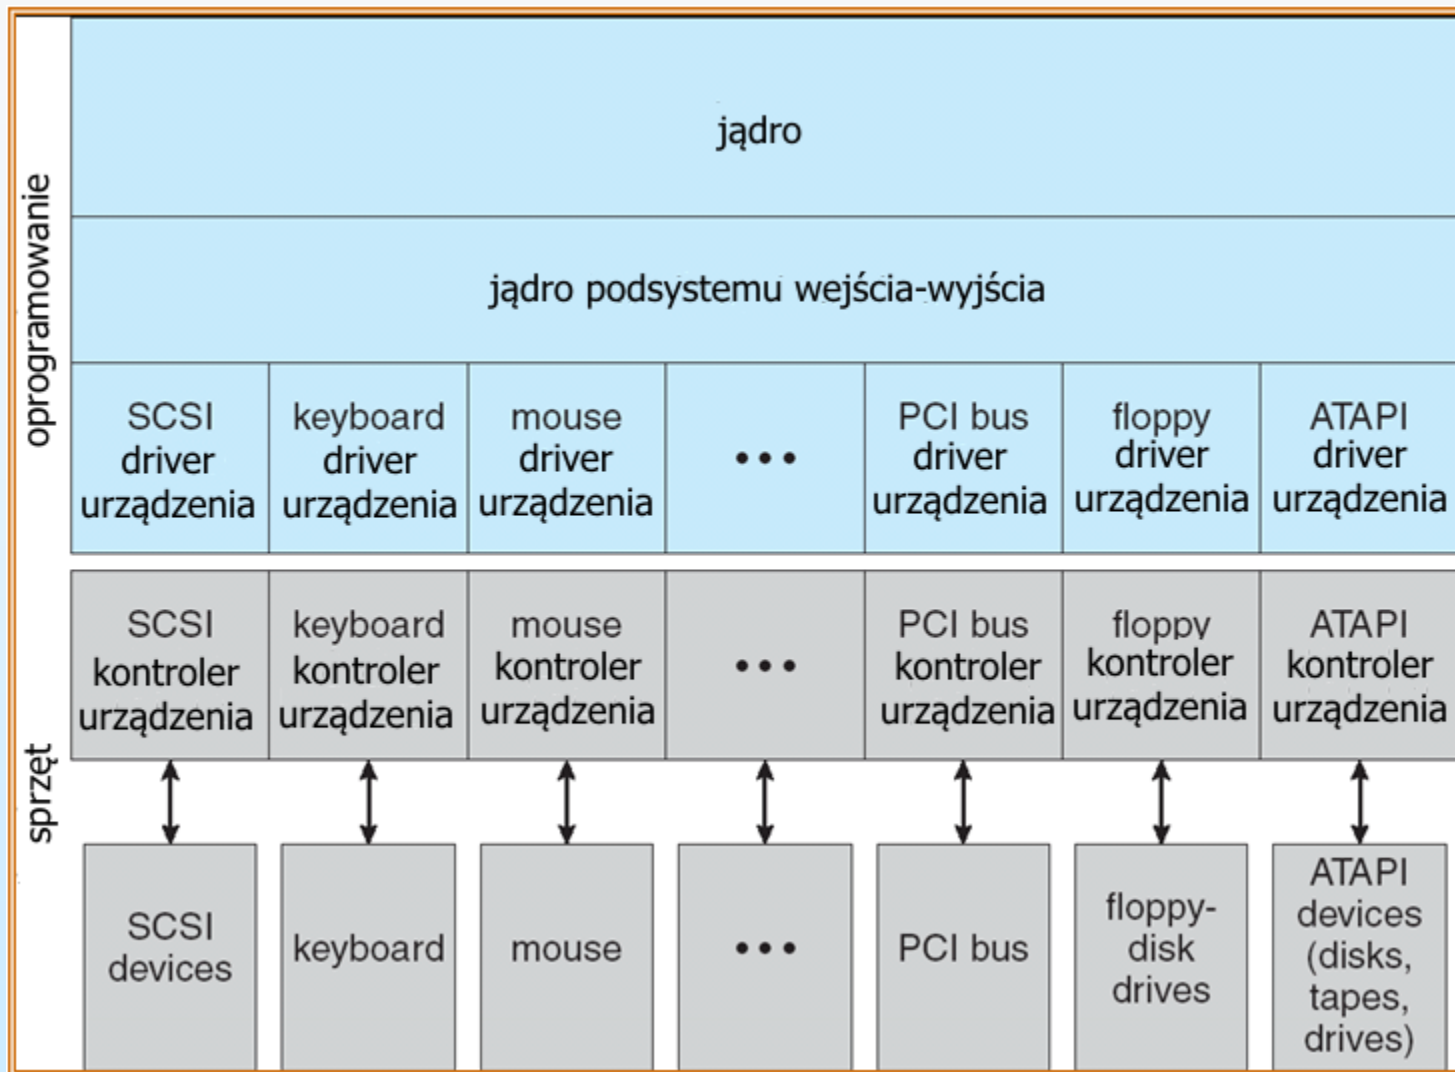 oprogramowanie
jądro
jądro podsystemu wejścia-wyjścia
SCSI
driver
urządzenia
keyboard
driver
urządzenia
mouse
driver
urządzenia
•••
PCI bus
driver
urządzenia
floppy
driver
urządzenia
ATAPI
driver
urządzenia
sprzęt
SCSI
kontroler
urządzenia
keyboard
kontroler
urządzenia
mouse
kontroler
urządzenia
•••
PCI bus
kontroler
urządzenia
floppy
kontroler
urządzenia
ATAPI
kontroler
urządzenia
SCSI
devices
keyboard
mouse
•••
PCI bus
floppy-
disk
drives
ATAPI
devices
(disks,
tapes,
drives)